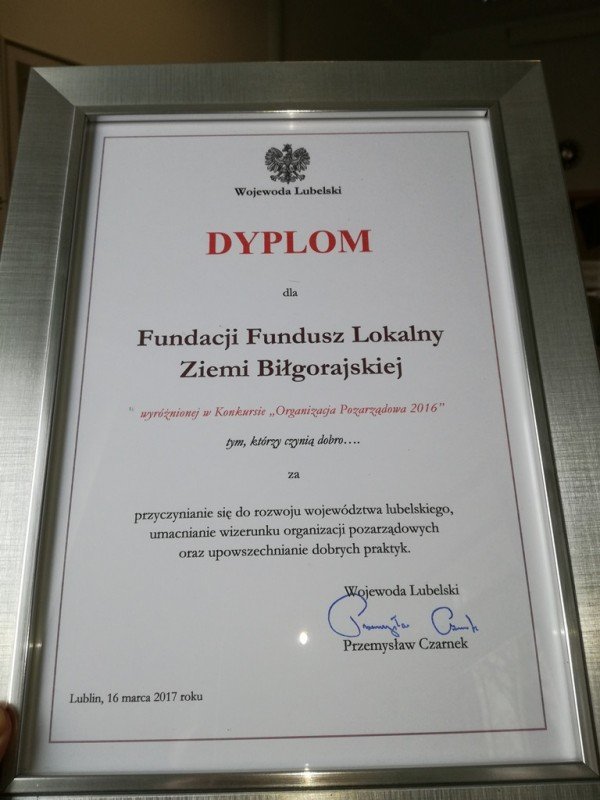 Wojewoda Lubelski
DYPLOM
dla
Fundacji Fundusz Lokalny
Ziemi Biłgorajskiej
wyróżnionej w Konkursie „Organizacja Pozarządowa 2016”
tym, którzy czynią dobro….
za
przyczynianie się do rozwoju województwa lubelskiego,
umacnianie wizerunku organizacji pozarządowych
oraz upowszechnianie dobrych praktyk.
Wojewoda Lubelski
Przemysław Czarnek
Przemysław Czarnek
Lublin, 16 marca 2017 roku